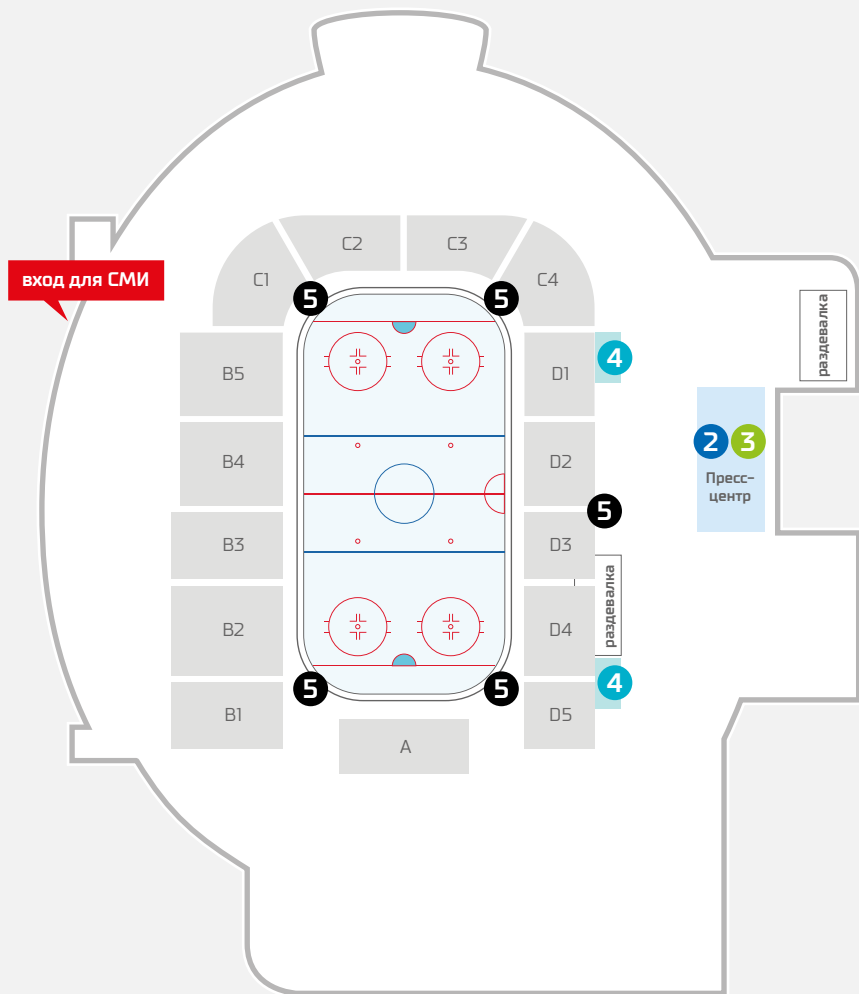 C2
C3
C1
C4
вход для СМИ
5
5
раздевалка
4
B5
D1
2
3
B4
D2
Пресс-
центр
5
B3
D3
раздевалка
B2
D4
5
5
4
B1
D5
A